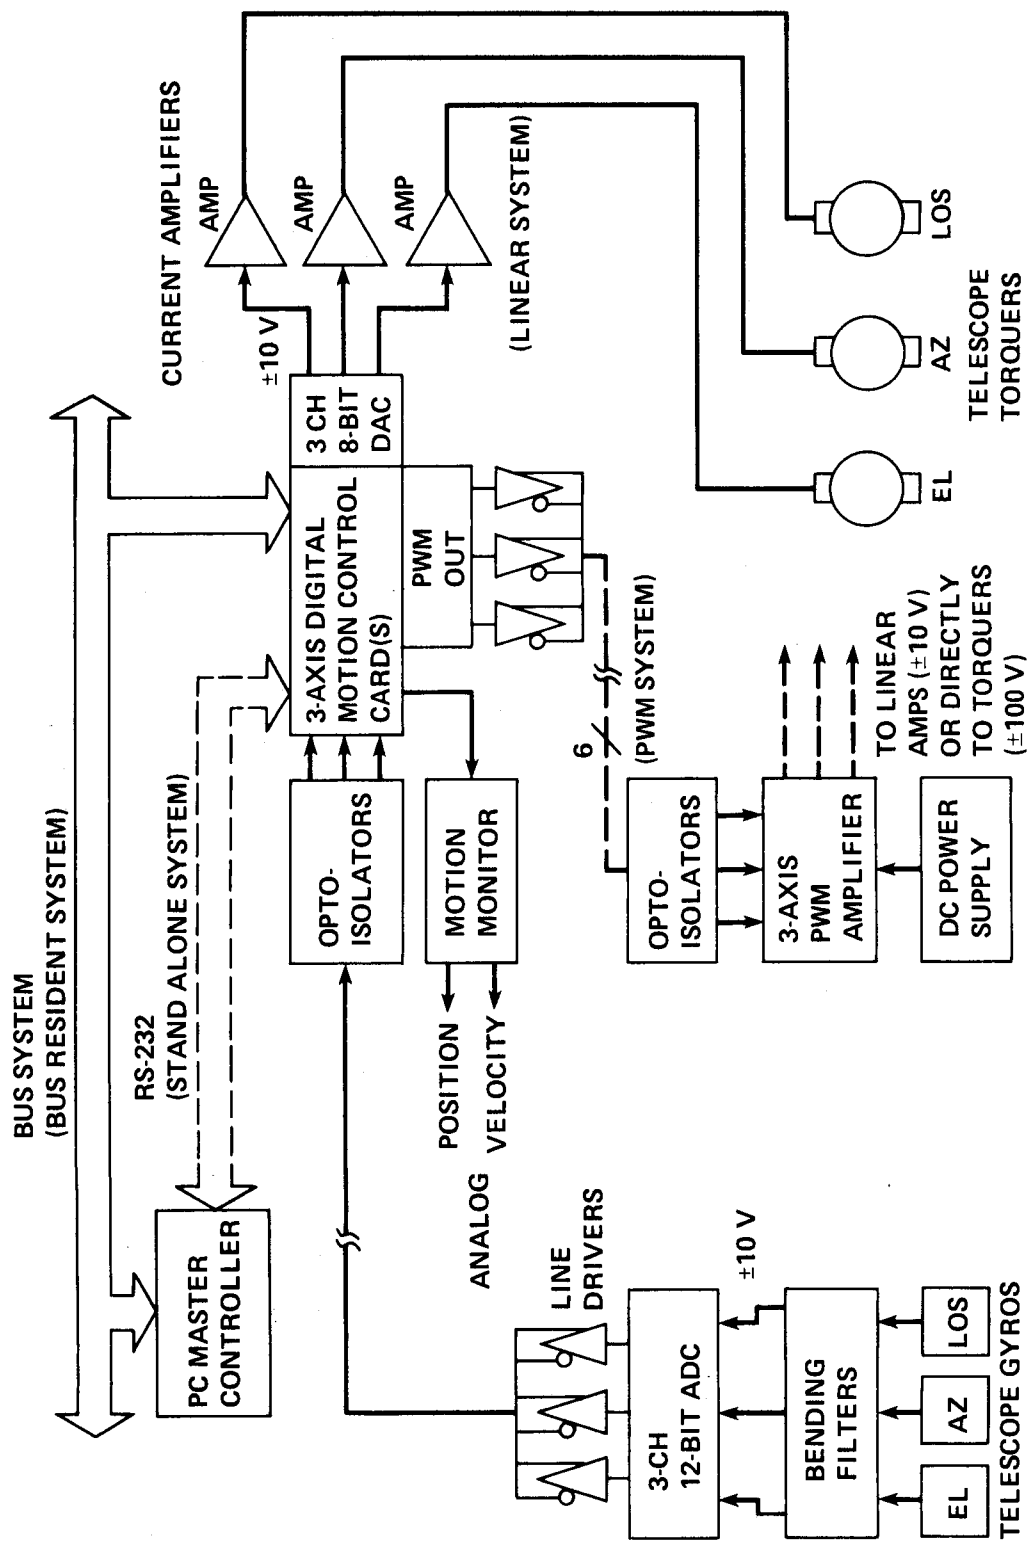 BUS SYSTEM
(BUS RESIDENT SYSTEM)
RS-232
(STAND ALONE SYSTEM)
PC MASTER
CONTROLLER
CURRENT AMPLIFIERS
AMP
AMP
AMP
±10 V
(LINEAR SYSTEM)
3-AXIS DIGITAL
MOTION CONTROL
CARD(S)
3 CH
8-BIT
DAC
PWM
OUT
OPTO-
ISOLATORS
MOTION
MONITOR
POSITION
VELOCITY
ANALOG
6
(PWM SYSTEM)
LINE
DRIVERS
3-CH
12-BIT ADC
±10 V
BENDING
FILTERS
EL
AZ
LOS
TELESCOPE GYROS
OPTO-
ISOLATORS
3-AXIS
PWM
AMPLIFIER
DC POWER
SUPPLY
TO LINEAR
AMPS (±10 V)
OR DIRECTLY
TO TORQUERS
(±100 V)
EL
AZ
LOS
TELESCOPE
TORQUERS